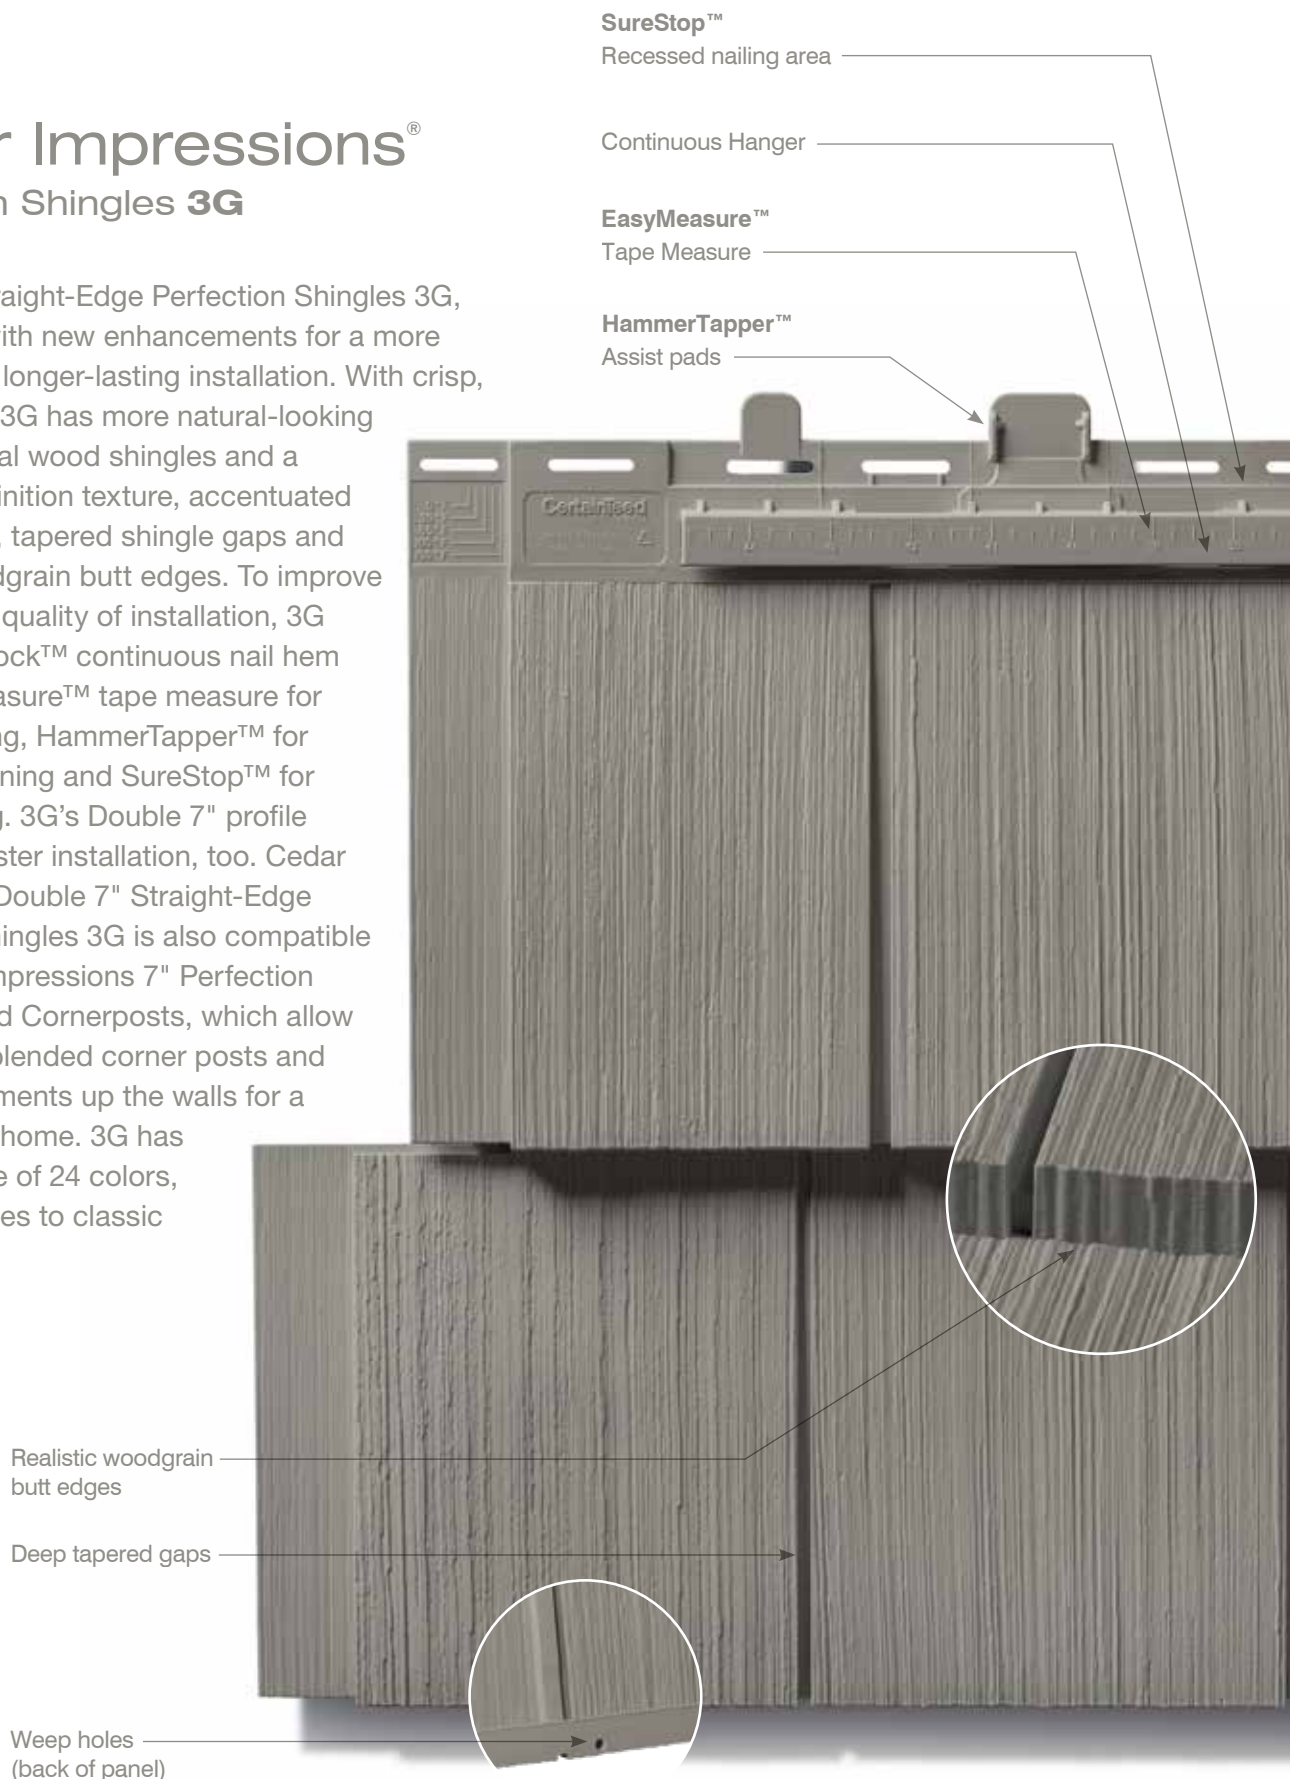 r Impressions®
n Shingles 3G
raight-Edge Perfection Shingles 3G,
with new enhancements for a more
longer-lasting installation. With crisp,
3G has more natural-looking
al wood shingles and a
inition texture, accentuated
, tapered shingle gaps and
dgrain butt edges. To improve
quality of installation, 3G
ock™ continuous nail hem
asure™ tape measure for
ng, HammerTapper™ for
ning and SureStop™ for
g. 3G’s Double 7" profile
ster installation, too. Cedar
Double 7" Straight-Edge
hingles 3G is also compatible
mpressions 7" Perfection
d Cornerposts, which allow
blended corner posts and
ments up the walls for a
home. 3G has
e of 24 colors,
es to classic
SureStop™
Recessed nailing area
Continuous Hanger
EasyMeasure™
Tape Measure
HammerTapper™
Assist pads
CertainTeed
Realistic woodgrain
butt edges
Deep tapered gaps
Weep holes
(back of panel)